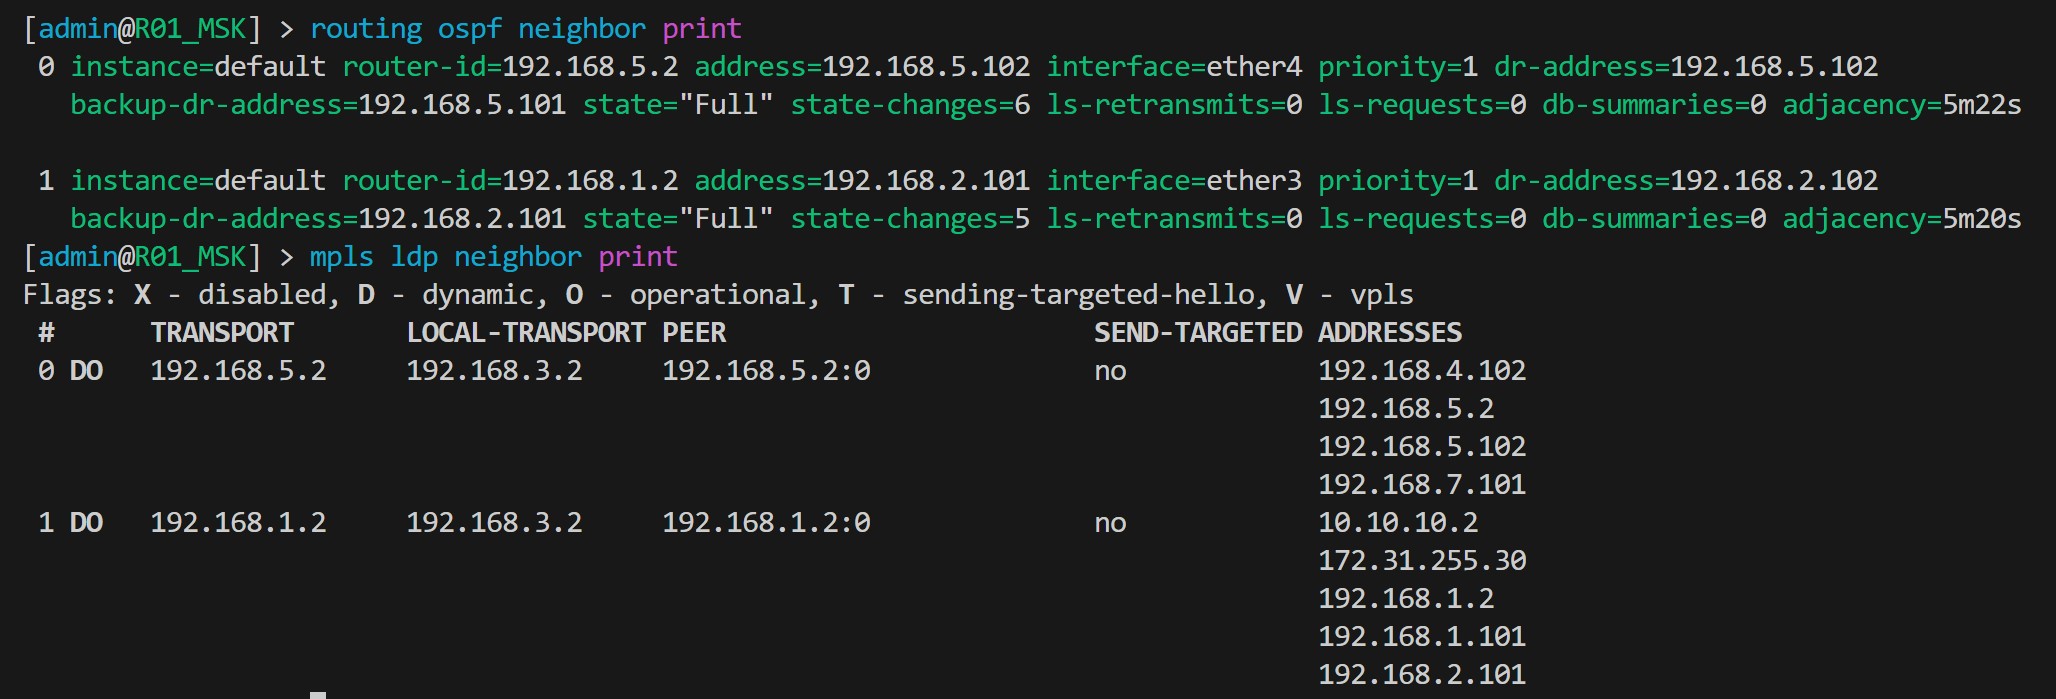 [admin@R01_MSK] > routing ospf neighbor print
0 instance=default router-id=192.168.5.2 address=192.168.5.102 interface=ether4 priority=1 dr-address=192.168.5.102
backup-dr-address=192.168.5.101 state="Full" state-changes=6 ls-retransmits=0 ls-requests=0 db-summaries=0 adjacency=5m22s
1 instance=default router-id=192.168.1.2 address=192.168.2.101 interface=ether3 priority=1 dr-address=192.168.2.102
backup-dr-address=192.168.2.101 state="Full" state-changes=5 ls-retransmits=0 ls-requests=0 db-summaries=0 adjacency=5m20s
[admin@R01_MSK] > mpls ldp neighbor print
Flags: X - disabled, D - dynamic, O - operational, T - sending-targeted-hello, V - vpls
# TRANSPORT LOCAL-TRANSPORT PEER SEND-TARGETED ADDRESSES
0 DO 192.168.5.2 192.168.3.2 192.168.5.2:0 no 192.168.4.102
192.168.5.2
192.168.5.102
192.168.7.101
1 DO 192.168.1.2 192.168.3.2 192.168.1.2:0 no 10.10.10.2
172.31.255.30
192.168.1.2
192.168.1.101
192.168.2.101